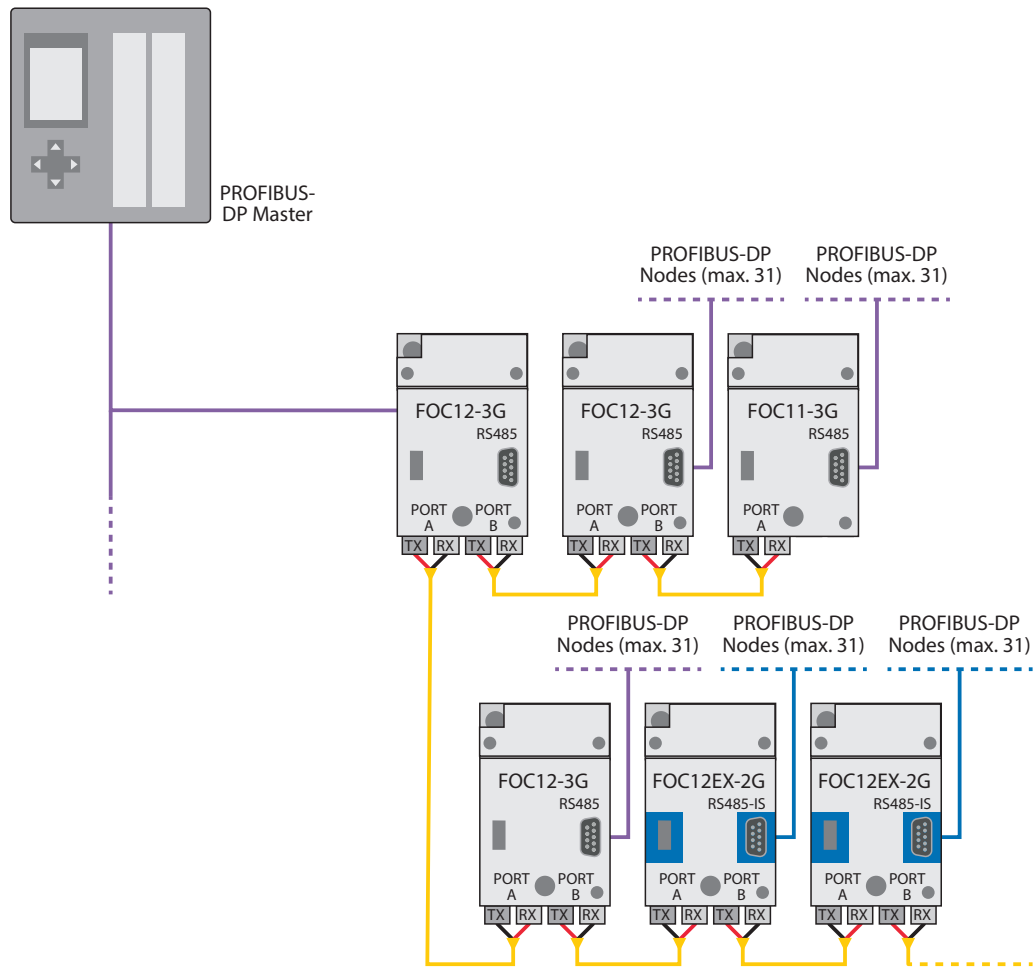 PROFIBUS-
DP Master
PROFIBUS-DP
Nodes (max. 31)
PROFIBUS-DP
Nodes (max. 31)
FOC12-3G
RS485
PORT
A
PORT
B
TX RX TX RX
FOC12-3G
RS485
PORT
A
PORT
B
TX RX TX RX
FOC11-3G
RS485
PORT
A
TX RX
PROFIBUS-DP
Nodes (max. 31)
PROFIBUS-DP
Nodes (max. 31)
PROFIBUS-DP
Nodes (max. 31)
FOC12-3G
RS485
PORT
A
PORT
B
TX RX TX RX
FOC12EX-2G
RS485-IS
PORT
A
PORT
B
TX RX TX RX
FOC12EX-2G
RS485-IS
PORT
A
PORT
B
TX RX TX RX